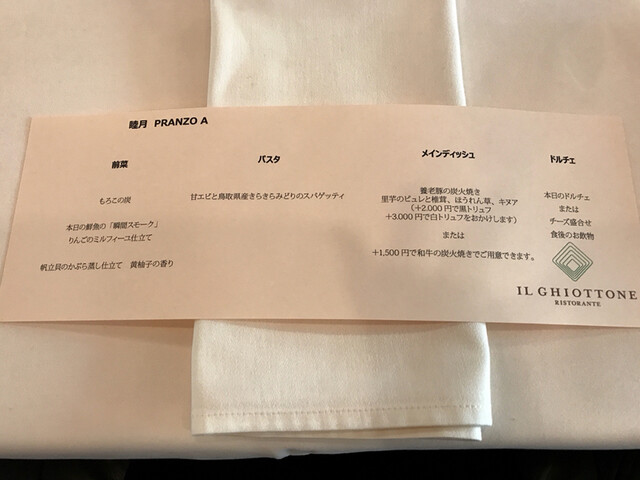 睦月 PRANZO A
前菜
もろこの炭
本日の鮮魚の「瞬間スモーク」
りんごのミルフィーユ仕立て
帆立貝のかぶら蒸し仕立て 黄柚子の香り
パスタ
甘エビと鳥取県産きらきらみどりのスパゲッティ
メインディッシュ
養老豚の炭火焼き
里芋のピュレと椎茸、ほうれん草、キヌア
(+2,000円で黒トリュフ
+3,000円で白トリュフをおかけします)
または
+1,500円で和牛の炭火焼きでご用意できます。
ドルチェ
本日のドルチェ
または
チーズ盛合せ
食後のお飲物
IL GHIOTTONE
RISTORANTE